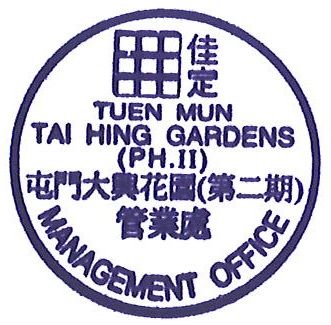 佳定
TUEN MUN
TAI HING GARDENS
(PH.II)
屯門大興花園(第二期)
管業處
MANAGEMENT OFFICE